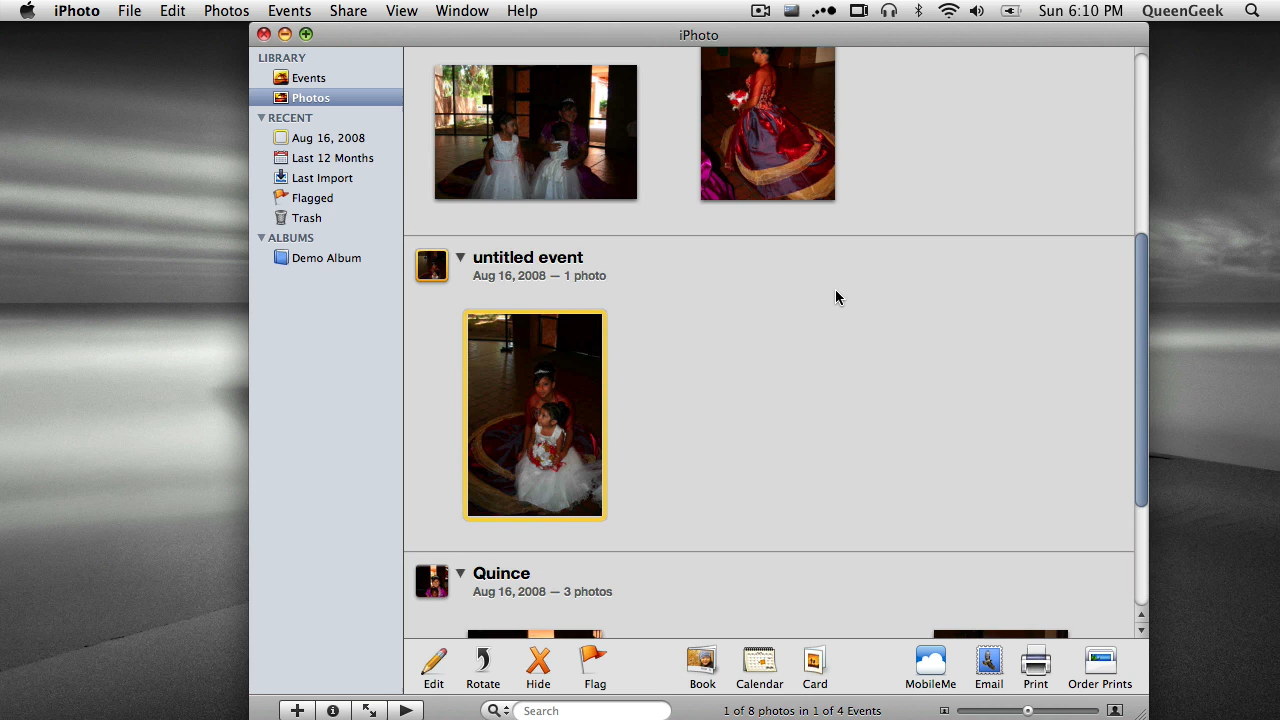 iPhoto File Edit Photos Events Share View Window Help Sun 6:10 PM QueenGeek
iPhoto
LIBRARY
Events
Photos
RECENT
Aug 16, 2008
Last 12 Months
Last Import
Flagged
Trash
ALBUMS
Demo Album
untitled event
Aug 16, 2008 — 1 photo
Quince
Aug 16, 2008 — 3 photos
Edit Rotate Hide Flag Book Calendar Card MobileMe Email Print Order Prints
Search 1 of 8 photos in 1 of 4 Events